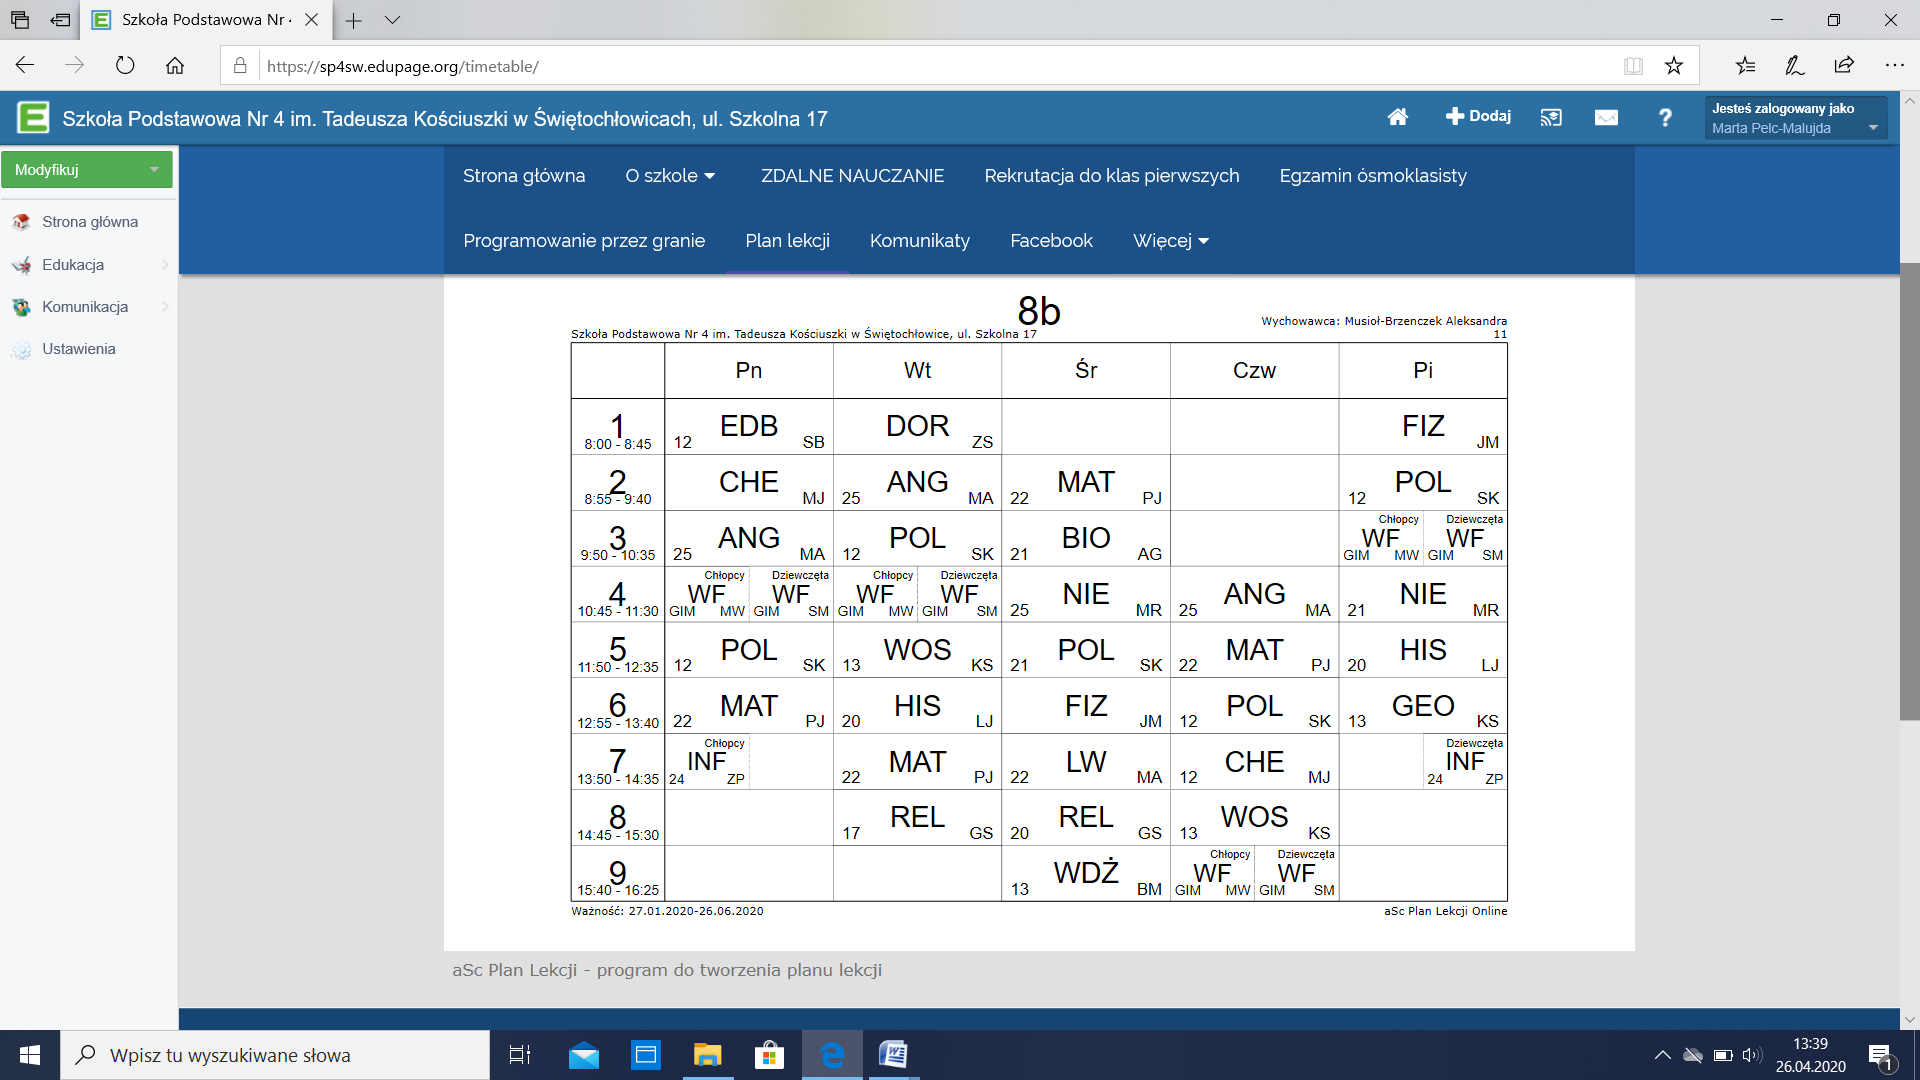 Szkoła Podstawowa Nr
https://sp4sw.edupage.org/timetable/
Szkoła Podstawowa Nr 4 im. Tadeusza Kościuszki w Świętochłowicach, ul. Szkolna 17
Dodaj
?
Jesteś zalogowany jako
Marta Pelc-Malujda
Modyfikuj
Strona główna
Edukacja
Komunikacja
Ustawienia
Strona główna O szkole ZDALNE NAUCZANIE Rekrutacja do klas pierwszych Egzamin ósmoklasisty
Programowanie przez granie Plan lekcji Komunikaty Facebook Więcej
8b
Wychowawca: Musioł-Brzenczek Aleksandra
Szkoła Podstawowa Nr 4 im. Tadeusza Kościuszki w Świętochłowice, ul. Szkolna 17 11
Pn Wt Śr Czw Pi
1 EDB DOR FIZ
8:00 - 8:45 12 SB ZS JM
2 CHE ANG MAT POL
8:55 - 9:40 MJ 25 MA 22 PJ 12 SK
Chłopcy Dziewczęta
3 ANG POL BIO WF WF
9:50 - 10:35 25 MA 12 SK 21 AG GIM MW GIM SM
Chłopcy Dziewczęta Chłopcy Dziewczęta
4 WF WF WF WF NIE ANG NIE
10:45 - 11:30 GIM MW GIM SM GIM MW GIM SM 25 MR 25 MA 21 MR
5 POL WOS POL MAT HIS
11:50 - 12:35 12 SK 13 KS 21 SK 22 PJ 20 LJ
6 MAT HIS FIZ POL GEO
12:55 - 13:40 22 PJ 20 LJ JM 12 SK 13 KS
Chłopcy Dziewczęta
7 INF MAT LW CHE INF
13:50 - 14:35 24 ZP 22 PJ 22 MA 12 MJ 24 ZP
8 REL REL WOS
14:45 - 15:30 17 GS 20 GS 13 KS
Chłopcy Dziewczęta
9 WDŻ WF WF
15:40 - 16:25 13 BM GIM MW GIM SM
Ważność: 27.01.2020-26.06.2020 aSc Plan Lekcji Online
aSc Plan Lekcji - program do tworzenia planu lekcji
Wpisz tu wyszukiwane słowa
13:39
26.04.2020
1